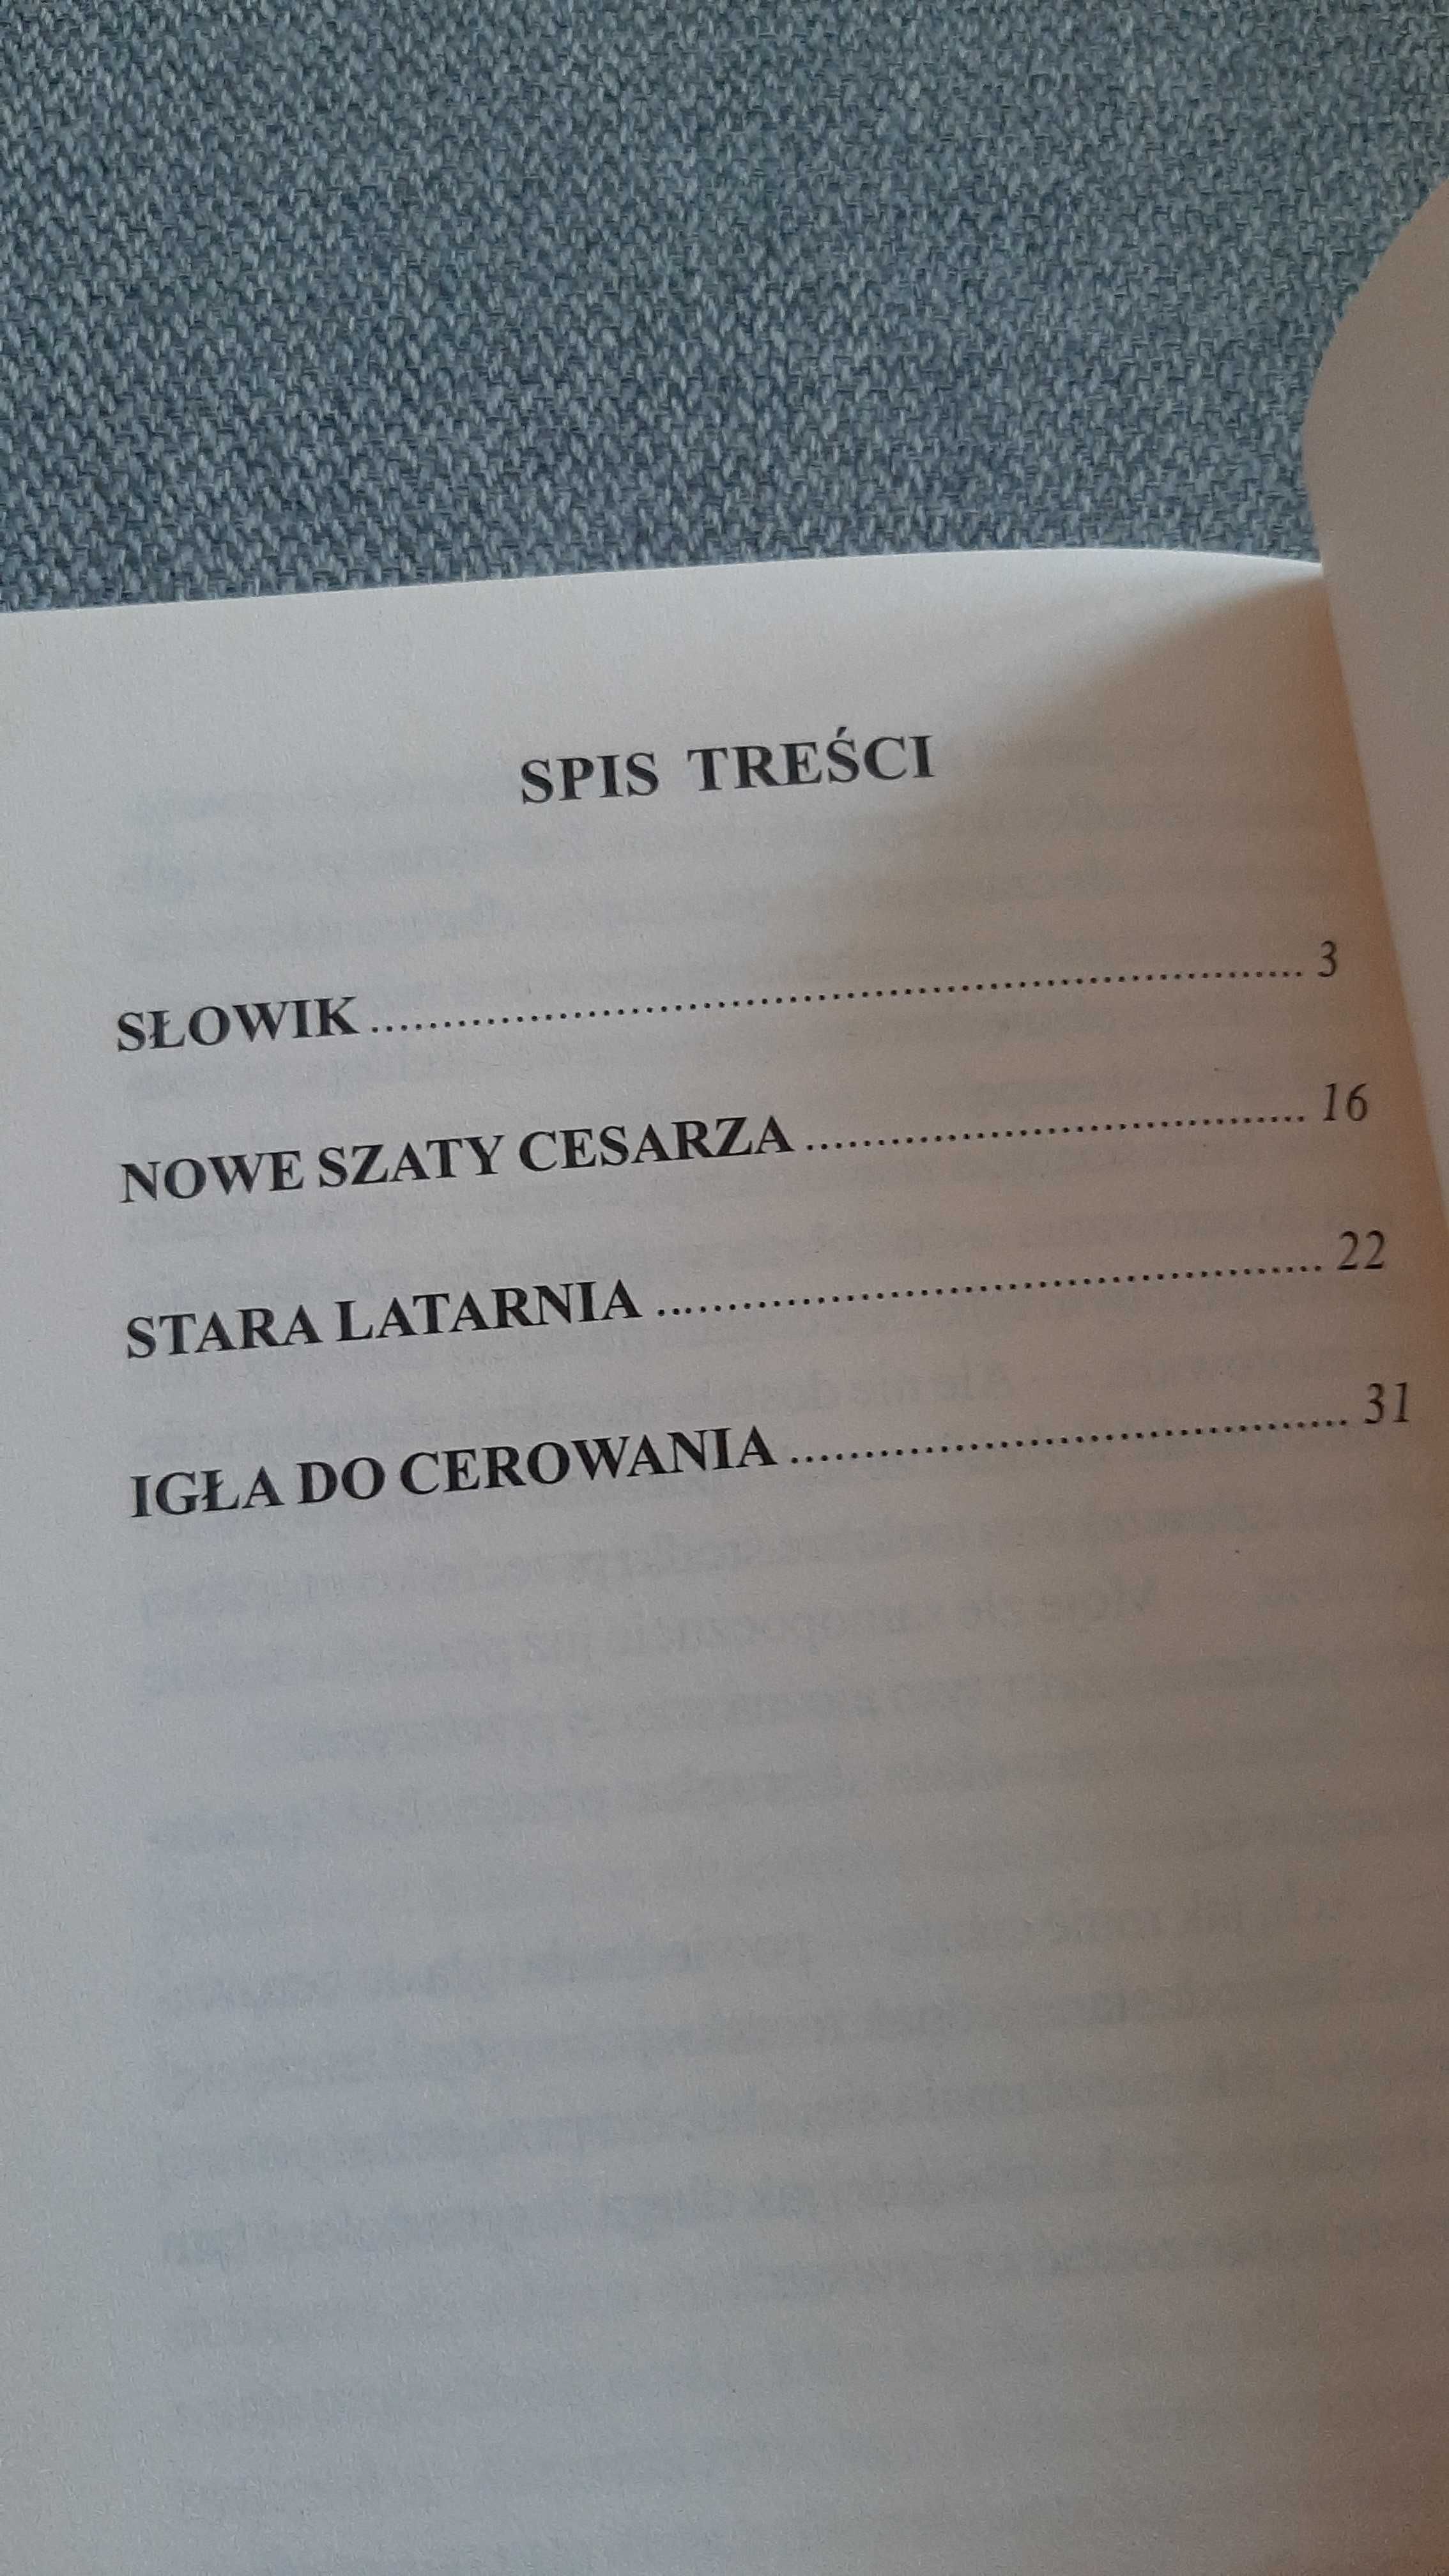 SPIS TREŚCI
SŁOWIK ........................................................................ 3
NOWE SZATY CESARZA ................................... 16
STARA LATARNIA .............................................. 22
IGŁA DO CEROWANIA ....................................... 31